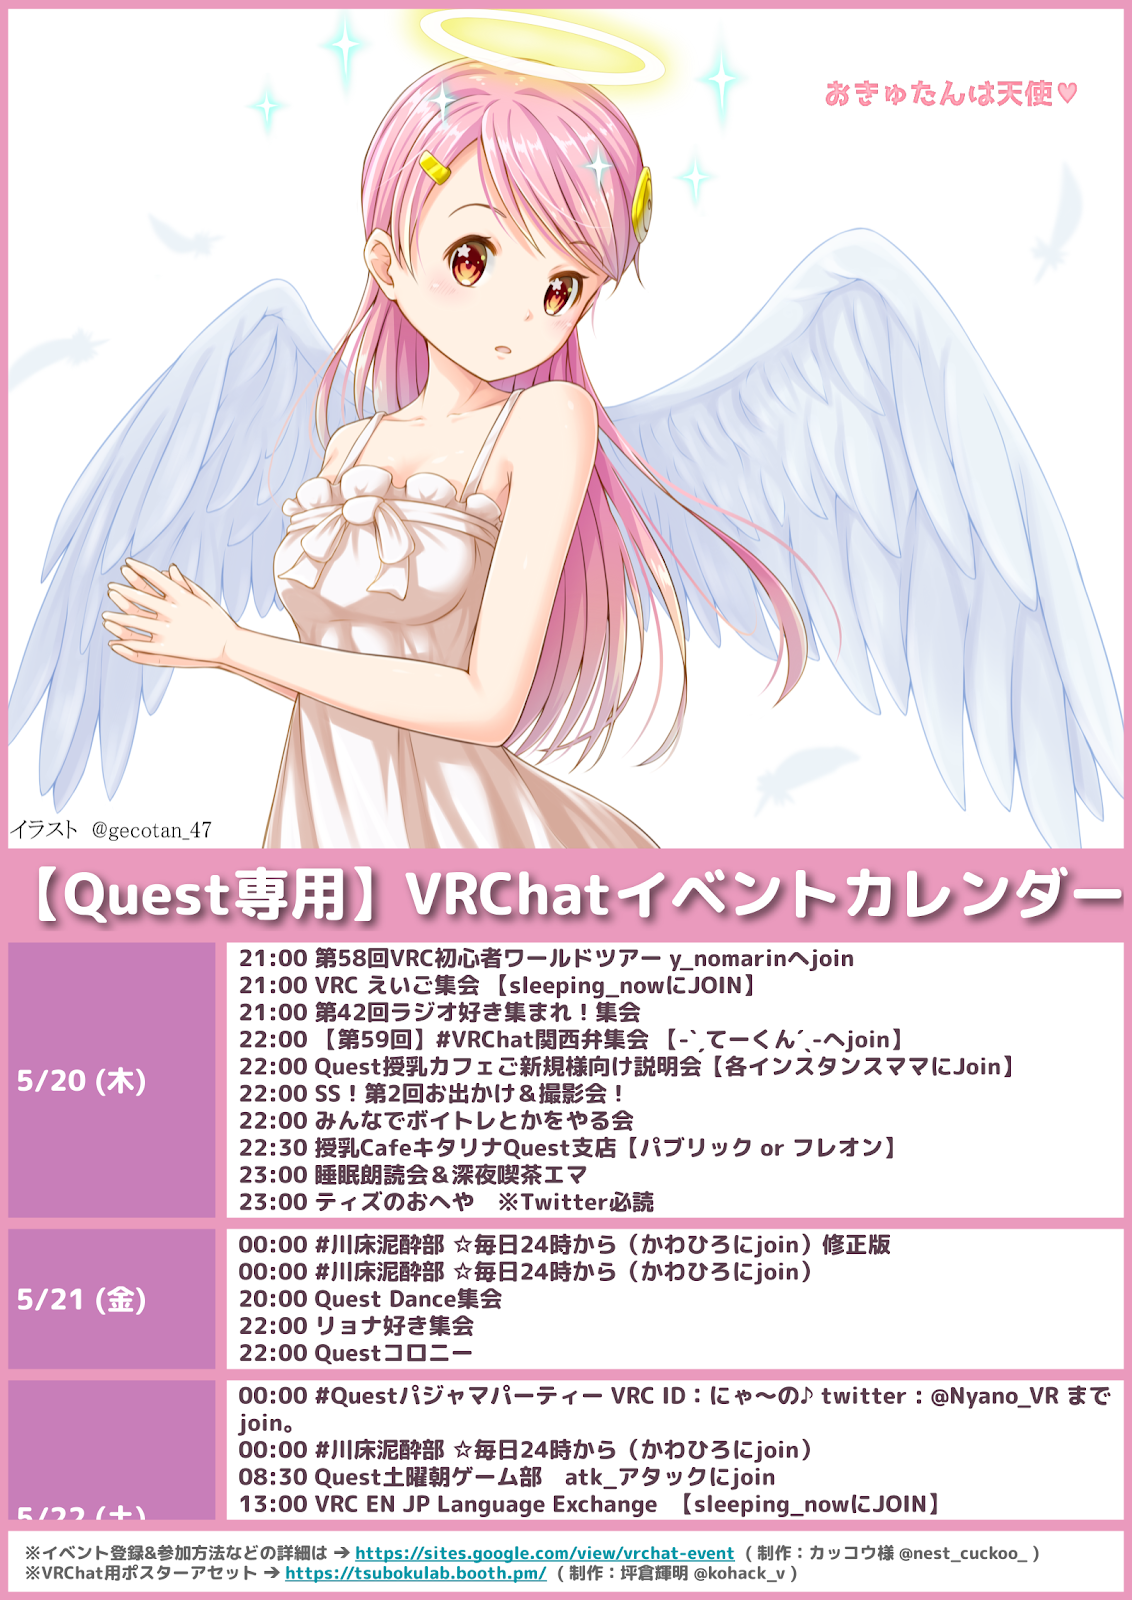 おきゅたんは天使♥
イラスト @gecotan_47
【Quest専用】VRChatイベントカレンダー
5/20 (木)
21:00 第58回VRC初心者ワールドツアー y_nomarinへjoin
21:00 VRC えいご集会 【sleeping_nowにJOIN】
21:00 第42回ラジオ好き集まれ！集会
22:00 【第59回】#VRChat関西弁集会 【-ˋˏてーくんˊˎ-へjoin】
22:00 Quest授乳カフェご新規様向け説明会【各インスタンスママにJoin】
22:00 SS！第2回お出かけ＆撮影会！
22:00 みんなでボイトレとかをやる会
22:30 授乳CafeキタリナQuest支店【パブリック or フレオン】
23:00 睡眠朗読会＆深夜喫茶エマ
23:00 ティズのおへや　※Twitter必読
5/21 (金)
00:00 #川床泥酔部 ☆毎日24時から（かわひろにjoin）修正版
00:00 #川床泥酔部 ☆毎日24時から（かわひろにjoin）
20:00 Quest Dance集会
22:00 リョナ好き集会
22:00 Questコロニー
5/22 (土)
00:00 #Questパジャマパーティー VRC ID：にゃ～の♪ twitter : @Nyano_VR まで
join。
00:00 #川床泥酔部 ☆毎日24時から（かわひろにjoin）
08:30 Quest土曜朝ゲーム部　atk_アタックにjoin
13:00 VRC EN JP Language Exchange 【sleeping_nowにJOIN】
※イベント登録&参加方法などの詳細は ➔ https://sites.google.com/view/vrchat-event （制作：カッコウ様 @nest_cuckoo_ ）
※VRChat用ポスターアセット ➔ https://tsubokulab.booth.pm/ （制作：坪倉輝明 @kohack_v ）